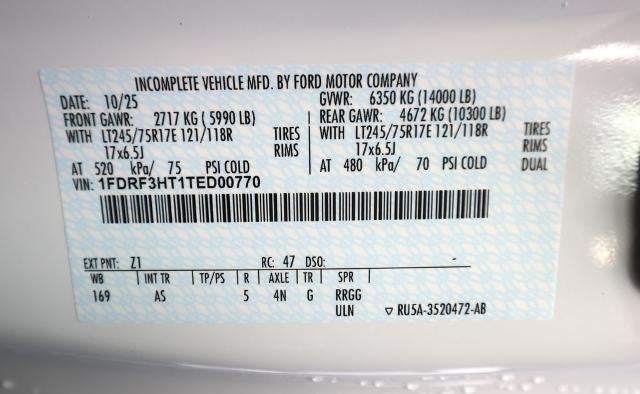 INCOMPLETE VEHICLE MFD. BY FORD MOTOR COMPANY
DATE: 10/25 GVWR: 6350 KG (14000 LB)
FRONT GAWR: 2717 KG ( 5990 LB) REAR GAWR: 4672 KG (10300 LB)
WITH LT245/75R17E 121/118R TIRES WITH LT245/75R17E 121/118R TIRES
17x6.5J RIMS 17x6.5J RIMS
AT 520 kPa/ 75 PSI COLD AT 480 kPa/ 70 PSI COLD DUAL
VIN: 1FDRF3HT1TED00770
EXT PNT: Z1 RC: 47 DSO: -
WB INT TR TP/PS R AXLE TR SPR
169 AS 5 4N G RRGG
ULN ▽ RU5A-3520472-AB